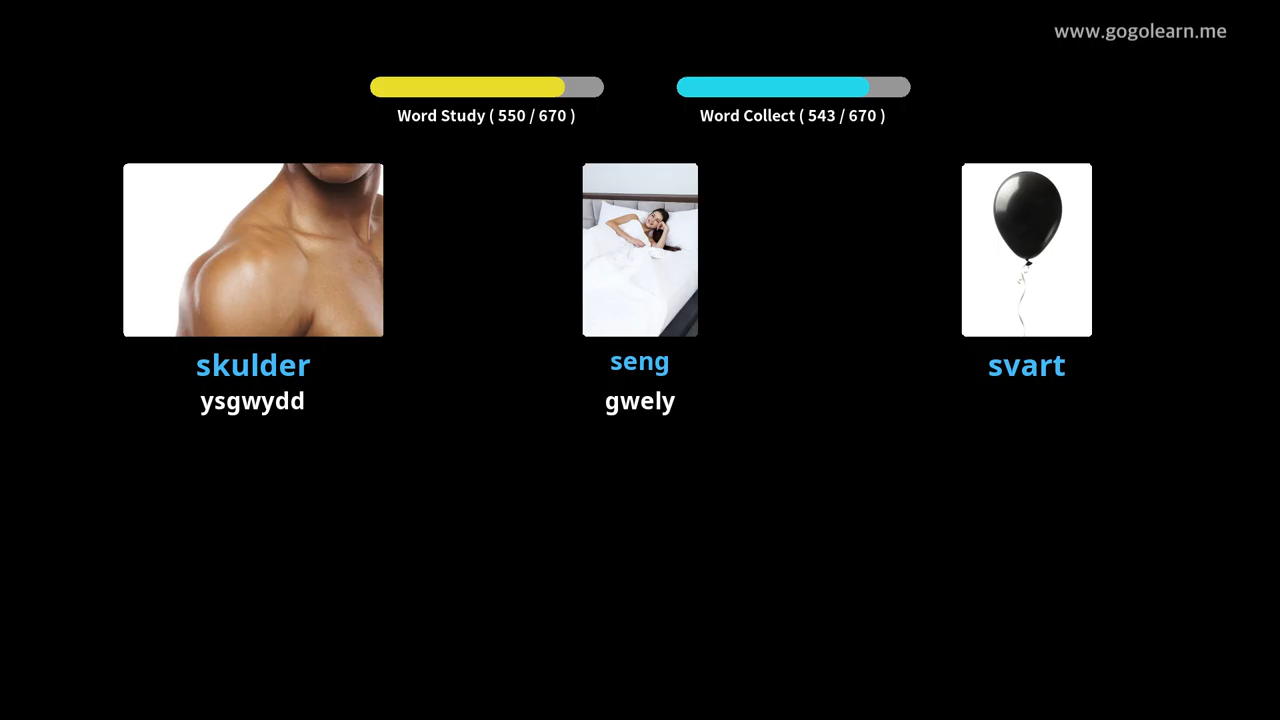 www.gogolearn.me
Word Study ( 550 / 670 )
Word Collect ( 543 / 670 )
skulder
ysgwydd
seng
gwely
svart